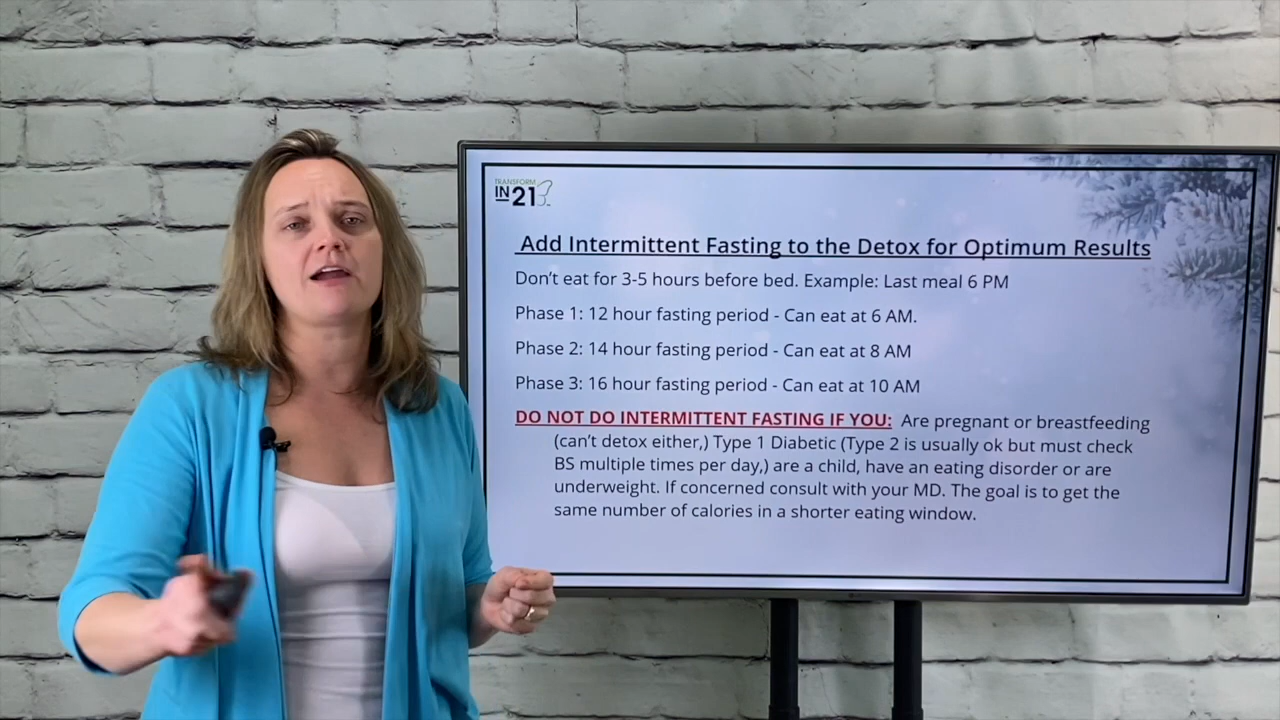 TRANSFORM
IN 21
Add Intermittent Fasting to the Detox for Optimum Results
Don't eat for 3-5 hours before bed. Example: Last meal 6 PM
Phase 1: 12 hour fasting period - Can eat at 6 AM.
Phase 2: 14 hour fasting period - Can eat at 8 AM
Phase 3: 16 hour fasting period - Can eat at 10 AM
DO NOT DO INTERMITTENT FASTING IF YOU: Are pregnant or breastfeeding
(can't detox either,) Type 1 Diabetic (Type 2 is usually ok but must check
BS multiple times per day,) are a child, have an eating disorder or are
underweight. If concerned consult with your MD. The goal is to get the
same number of calories in a shorter eating window.